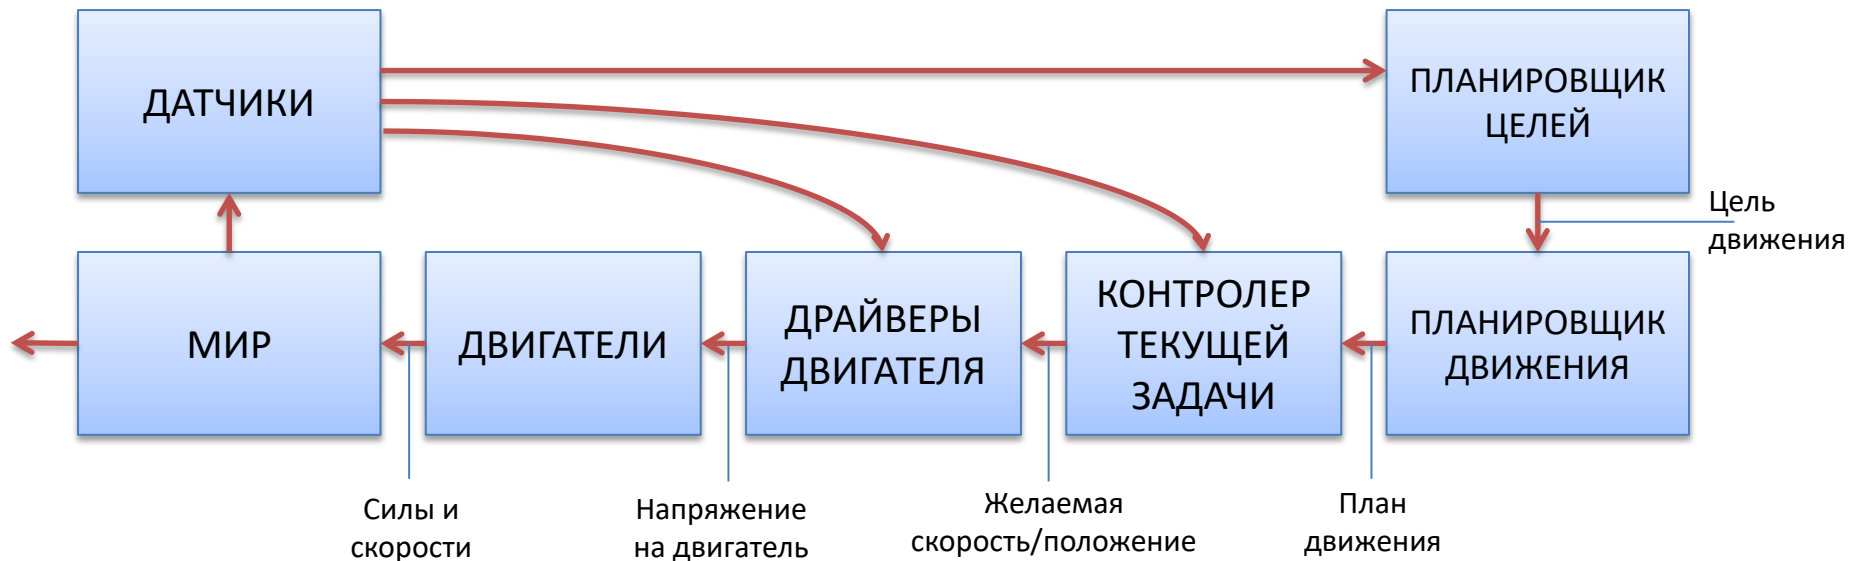 ДАТЧИКИ
ПЛАНИРОВЩИК
ЦЕЛЕЙ
Цель
движения
МИР
ДВИГАТЕЛИ
ДРАЙВЕРЫ
ДВИГАТЕЛЯ
КОНТРОЛЕР
ТЕКУЩЕЙ
ЗАДАЧИ
ПЛАНИРОВЩИК
ДВИЖЕНИЯ
Силы и
скорости
Напряжение
на двигатель
Желаемая
скорость/положение
План
движения